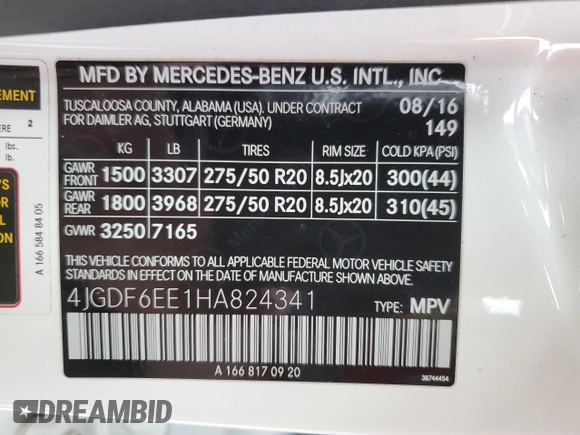 MFD BY MERCEDES-BENZ U.S. INTL., INC.
TUSCALOOSA COUNTY, ALABAMA (USA). UNDER CONTRACT 08/16
FOR DAIMLER AG, STUTTGART (GERMANY) 149
KG LB TIRES RIM SIZE COLD KPA(PSI)
GAWR FRONT 1500 3307 275/50 R20 8.5Jx20 300(44)
GAWR REAR 1800 3968 275/50 R20 8.5Jx20 310(45)
GVWR 3250 7165
THIS VEHICLE CONFORMS TO ALL APPLICABLE FEDERAL MOTOR VEHICLE
STANDARDS IN EFFECT ON THE DATE OF MANUFACTURE SHOWN ABOVE.
4JGDF6EE1HA824341 TYPE: MPV
A 166 817 09 20 38744454
EMENT
ERE 2
lbs.
lbs.
'S
OR
ION
A 166 584 84 05
DREAMBID